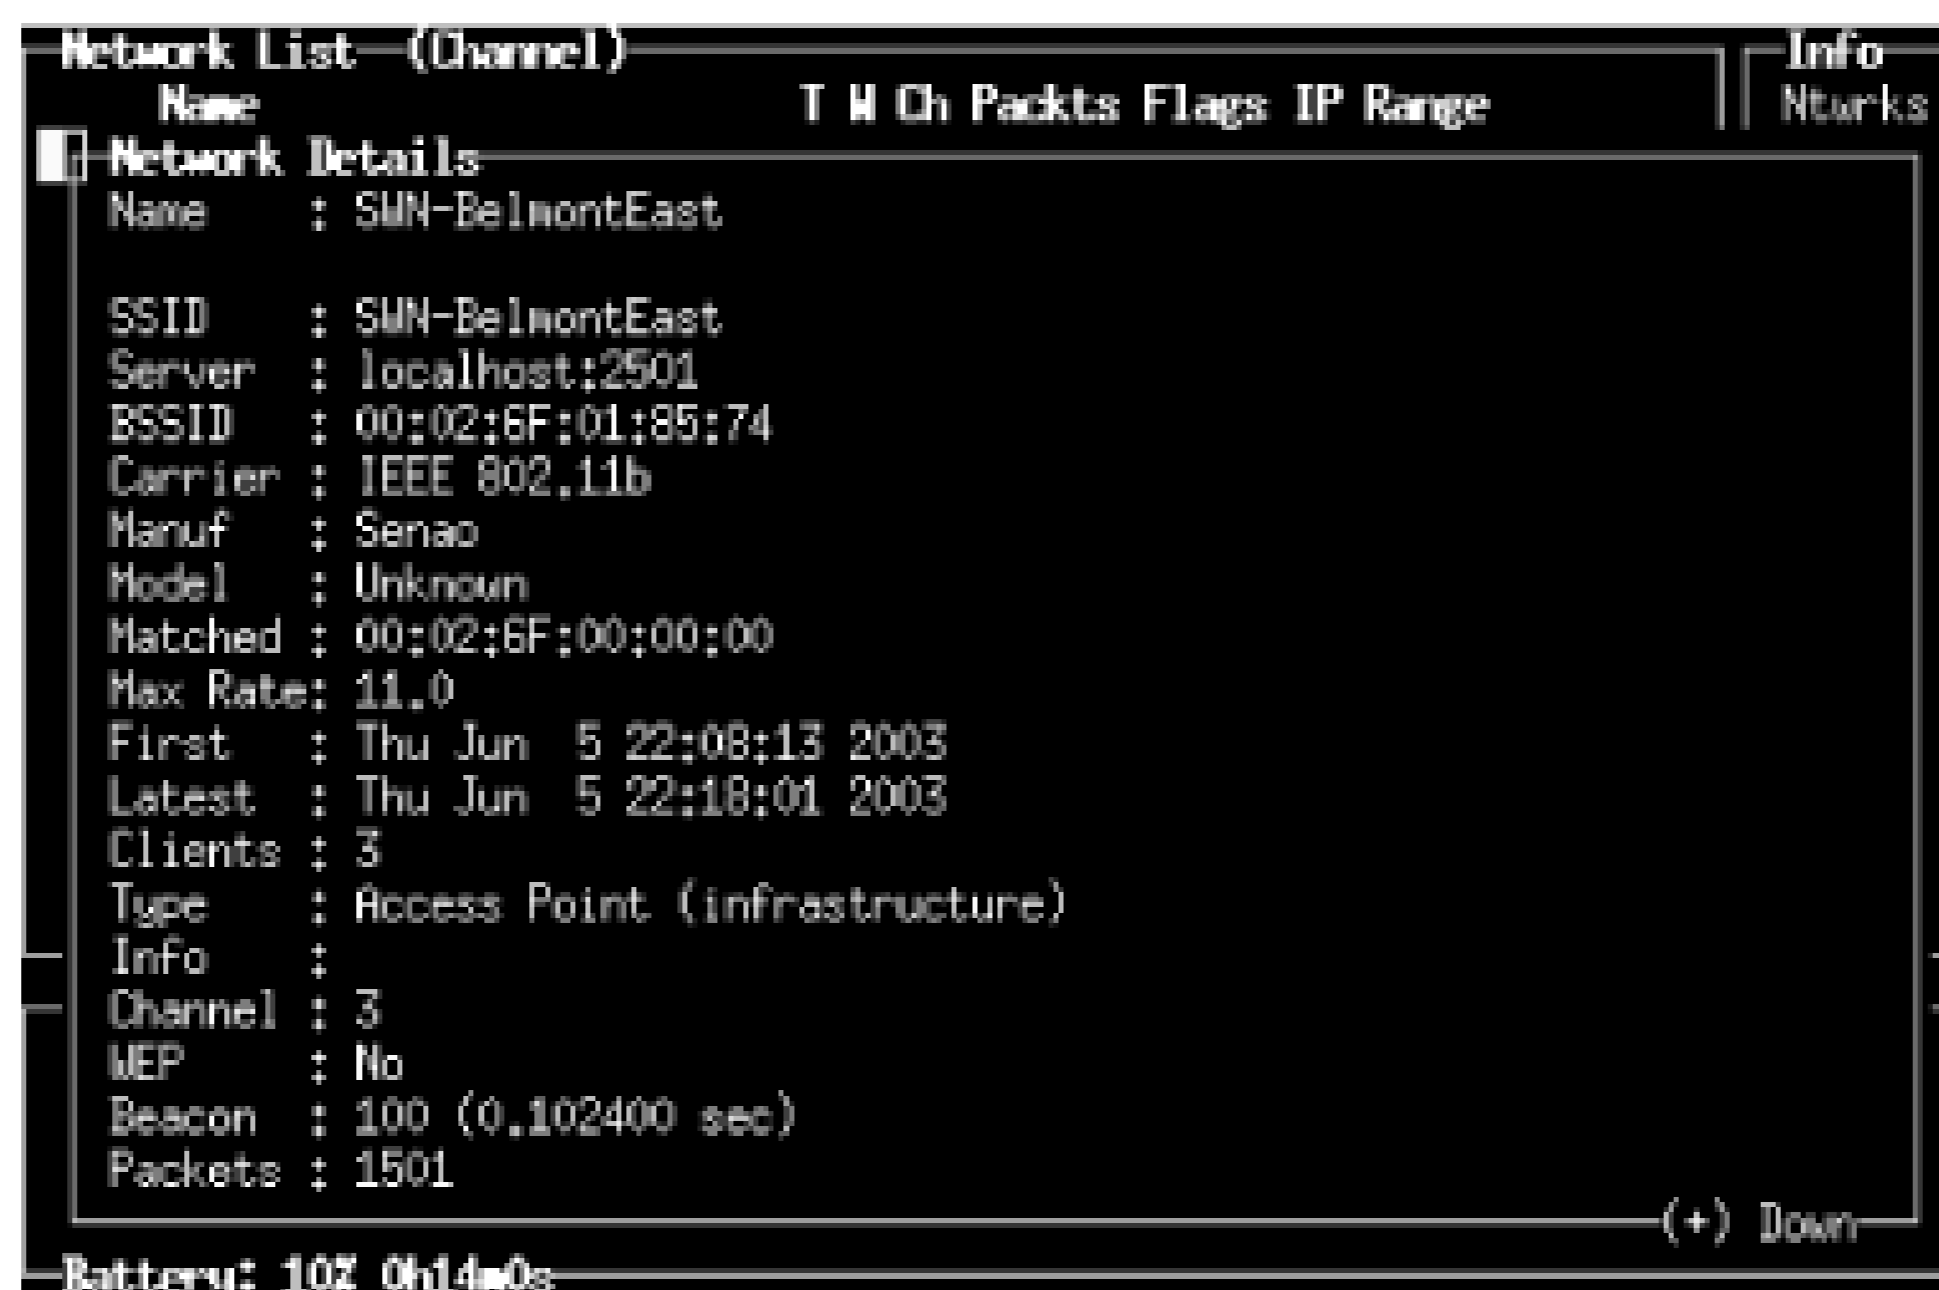 Network List—(Channel) Info
Name T W Ch Packts Flags IP Range Ntwrks
Network Details
Name : SWN-BelmontEast
SSID : SWN-BelmontEast
Server : localhost:2501
BSSID : 00:02:6F:01:85:74
Carrier : IEEE 802.11b
Manuf : Senao
Model : Unknown
Matched : 00:02:6F:00:00:00
Max Rate: 11.0
First : Thu Jun 5 22:08:13 2003
Latest : Thu Jun 5 22:18:01 2003
Clients : 3
Type : Access Point (infrastructure)
Info :
Channel : 3
WEP : No
Beacon : 100 (0.102400 sec)
Packets : 1501
(+) Down
Battery: 10% 0h14m0s